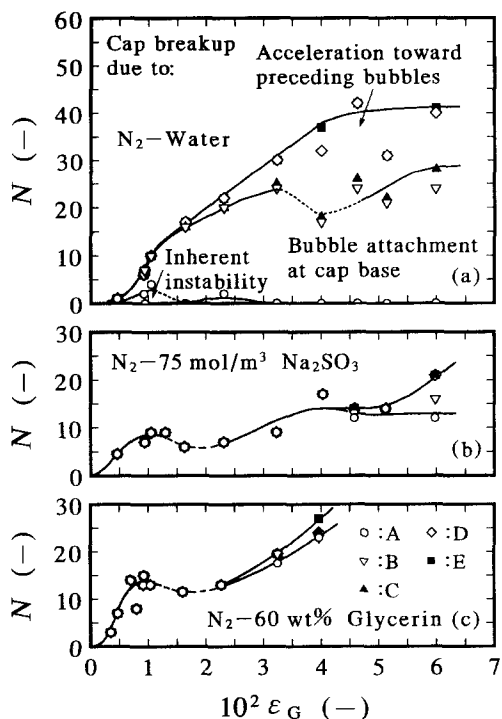 60
Cap breakup
due to:
Acceleration toward
preceding bubbles
50
40
N₂−Water
30
N (−)
20
Inherent
instability
Bubble attachment
at cap base
10
(a)
0
30
N₂−75 mol/m³ Na₂SO₃
20
N (−)
10
(b)
0
30
○ : A
◇ : D
▽ : B
■ : E
20
▲ : C
N (−)
10
N₂−60 wt% Glycerin (c)
0
0 1 2 3 4 5 6 7
10² ε_G (−)